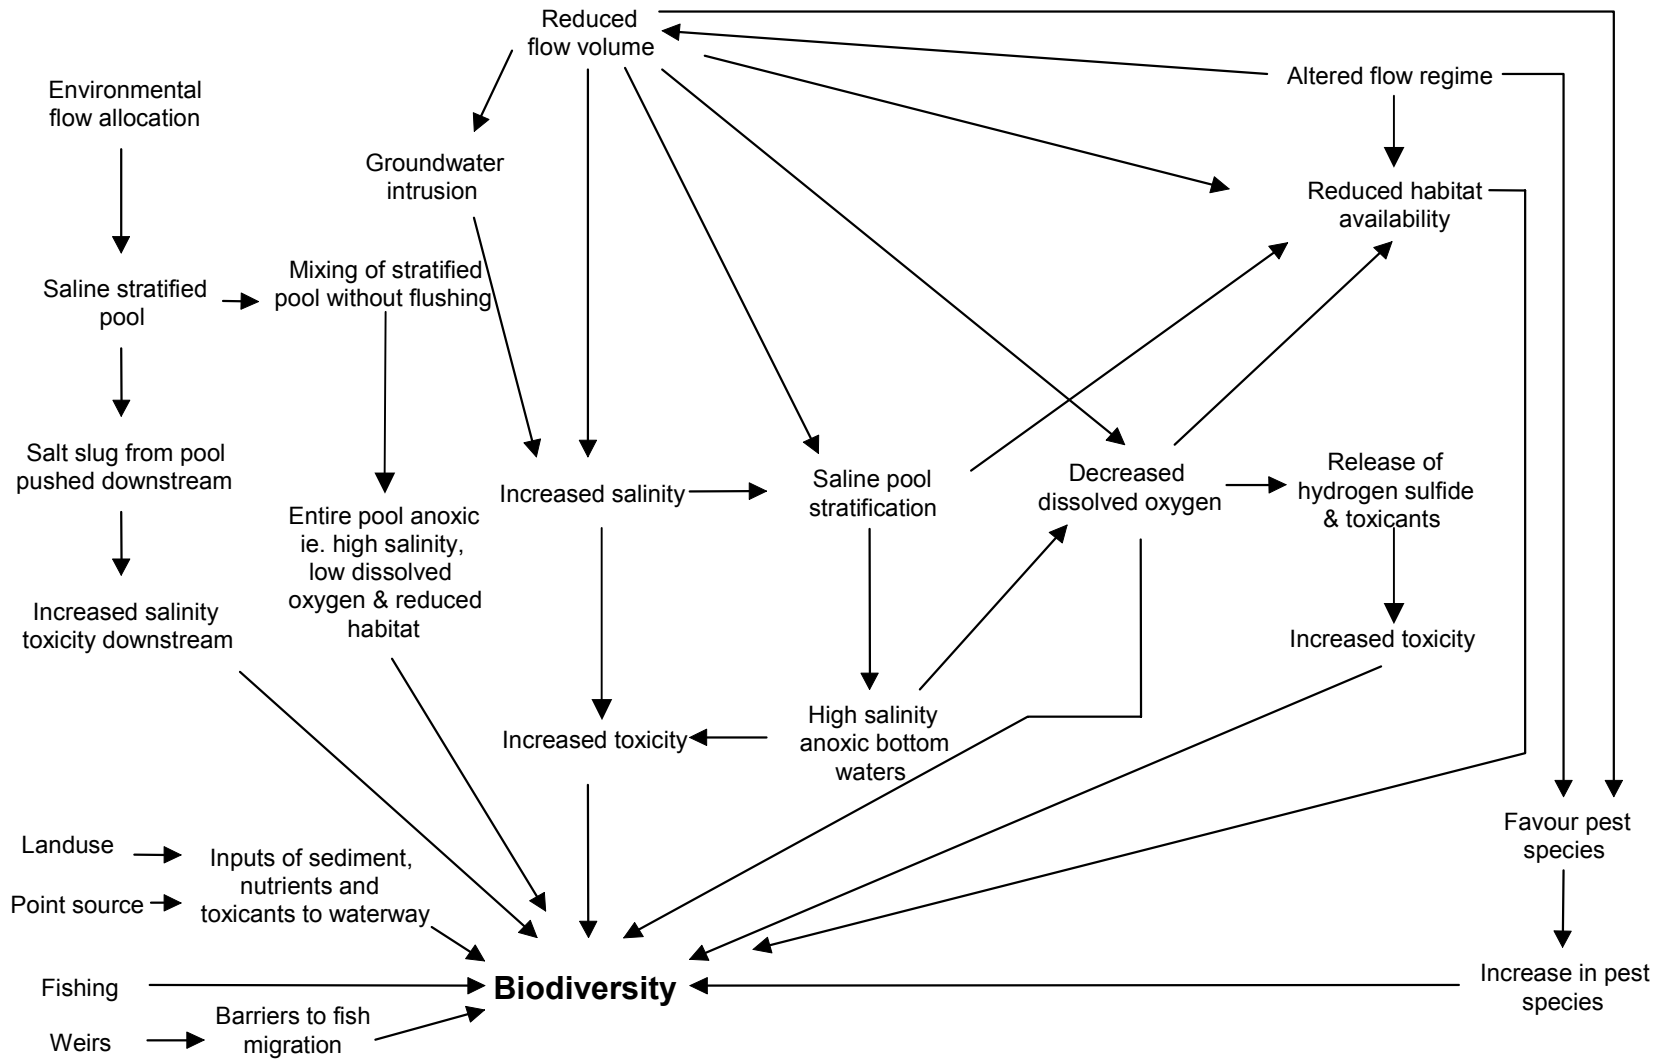 Reduced
flow volume
Altered flow regime
Environmental
flow allocation
Groundwater
intrusion
Reduced habitat
availability
Mixing of stratified
pool without flushing
Saline stratified
pool
Salt slug from pool
pushed downstream
Increased salinity
Saline pool
stratification
Decreased
dissolved oxygen
Release of
hydrogen sulfide
& toxicants
Entire pool anoxic
ie. high salinity,
low dissolved
oxygen & reduced
habitat
Increased salinity
toxicity downstream
Increased toxicity
Increased toxicity
High salinity
anoxic bottom
waters
Favour pest
species
Landuse
Point source
Inputs of sediment,
nutrients and
toxicants to waterway
Fishing
Biodiversity
Increase in pest
species
Weirs
Barriers to fish
migration